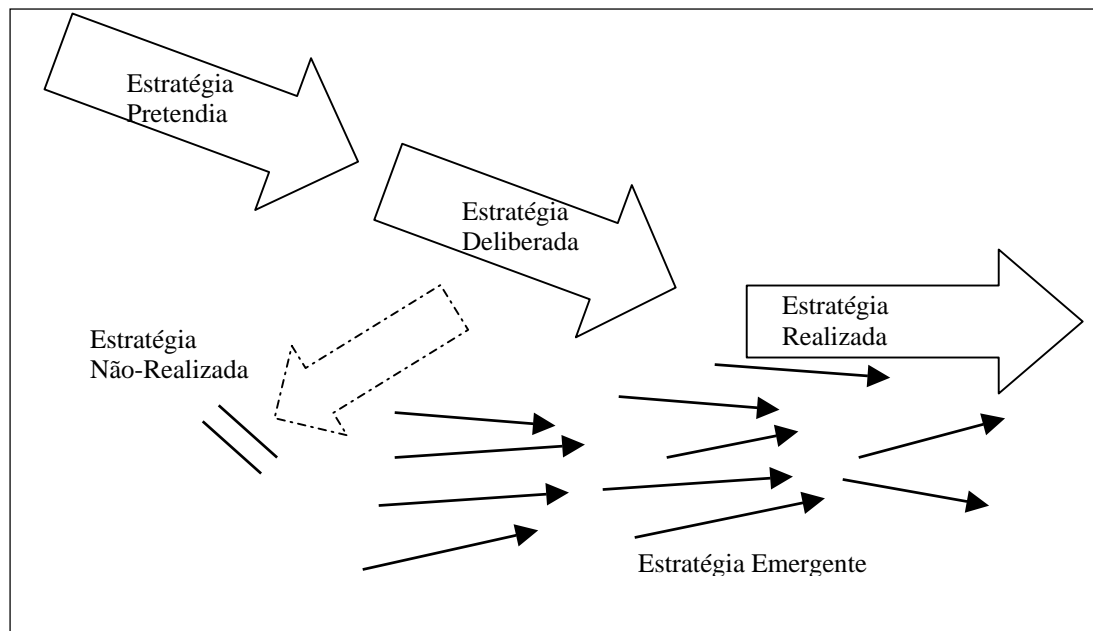 Estratégia
Pretendia
Estratégia
Deliberada
Estratégia
Realizada
Estratégia
Não-Realizada
Estratégia Emergente